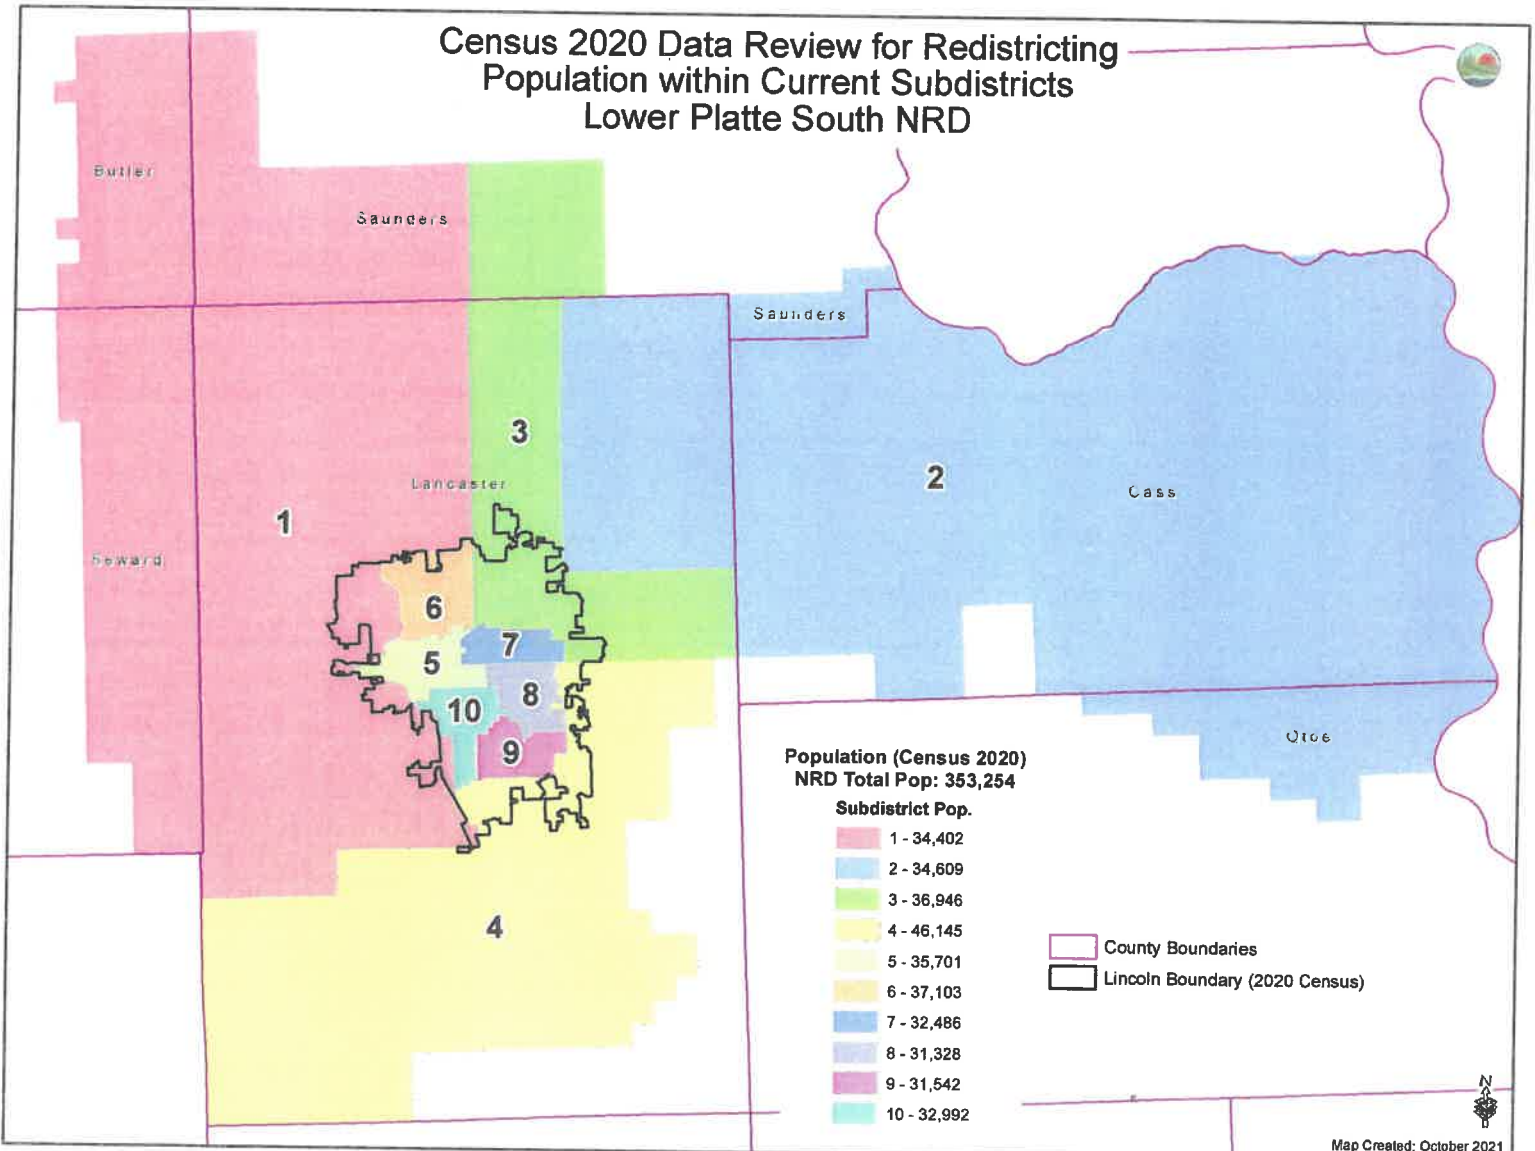 Census 2020 Data Review for Redistricting
Population within Current Subdistricts
Lower Platte South NRD
Butler
Saunders
Saunders
3
2
Cass
Lancaster
1
Seward
6
7
5
8
10
9
Otoe
4
Population (Census 2020)
NRD Total Pop: 353,254
Subdistrict Pop.
1 - 34,402
2 - 34,609
3 - 36,946
4 - 46,145
5 - 35,701
6 - 37,103
7 - 32,486
8 - 31,328
9 - 31,542
10 - 32,992
County Boundaries
Lincoln Boundary (2020 Census)
N
Map Created: October 2021